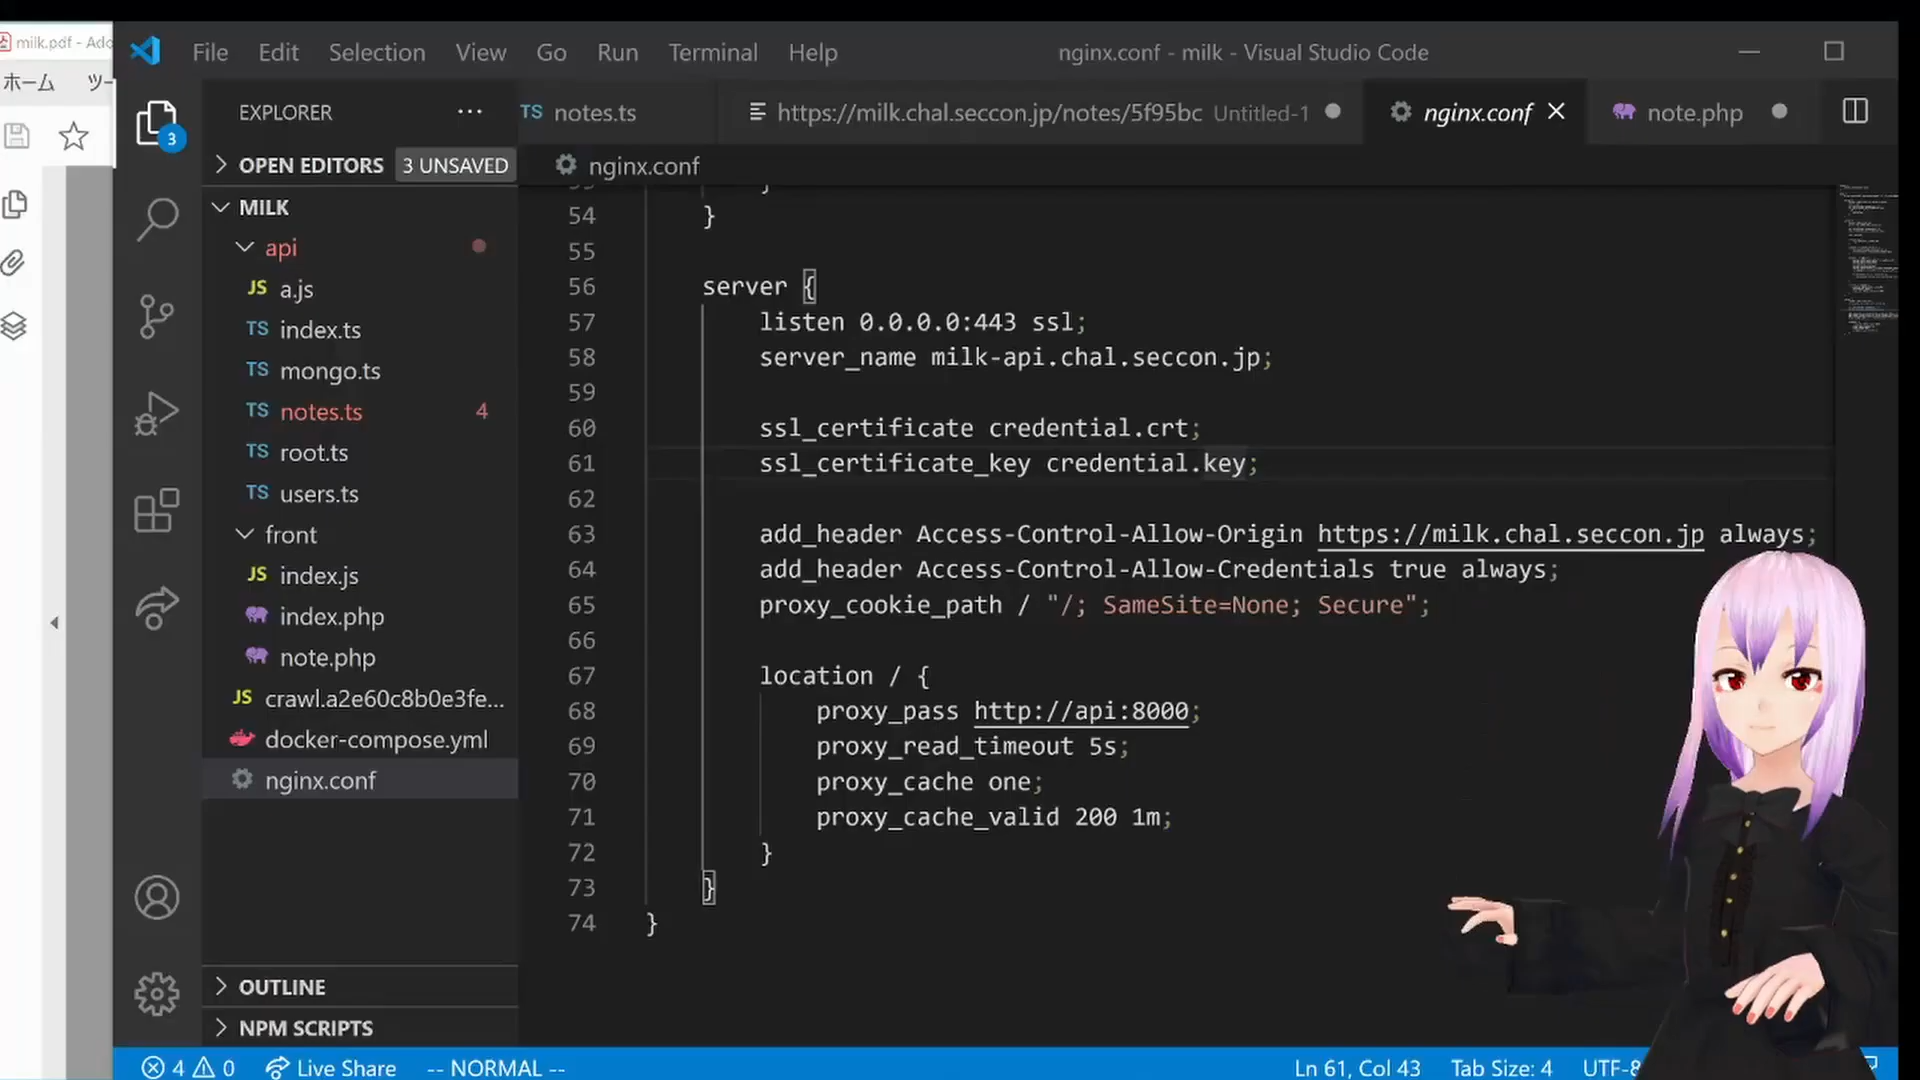 milk.pdf - Ado
ホーム ツー
File Edit Selection View Go Run Terminal Help
nginx.conf - milk - Visual Studio Code
3
EXPLORER ...
TS notes.ts
https://milk.chal.seccon.jp/notes/5f95bc Untitled-1
nginx.conf
note.php
OPEN EDITORS 3 UNSAVED
nginx.conf
MILK
api
JS a.js
TS index.ts
TS mongo.ts
TS notes.ts 4
TS root.ts
TS users.ts
front
JS index.js
index.php
note.php
JS crawl.a2e60c8b0e3fe...
docker-compose.yml
nginx.conf
OUTLINE
NPM SCRIPTS
54 }
55
56 server {
57 listen 0.0.0.0:443 ssl;
58 server_name milk-api.chal.seccon.jp;
59
60 ssl_certificate credential.crt;
61 ssl_certificate_key credential.key;
62
63 add_header Access-Control-Allow-Origin https://milk.chal.seccon.jp always;
64 add_header Access-Control-Allow-Credentials true always;
65 proxy_cookie_path / "/; SameSite=None; Secure";
66
67 location / {
68 proxy_pass http://api:8000;
69 proxy_read_timeout 5s;
70 proxy_cache one;
71 proxy_cache_valid 200 1m;
72 }
73 }
74 }
4 0 Live Share -- NORMAL --
Ln 61, Col 43 Tab Size: 4 UTF-8